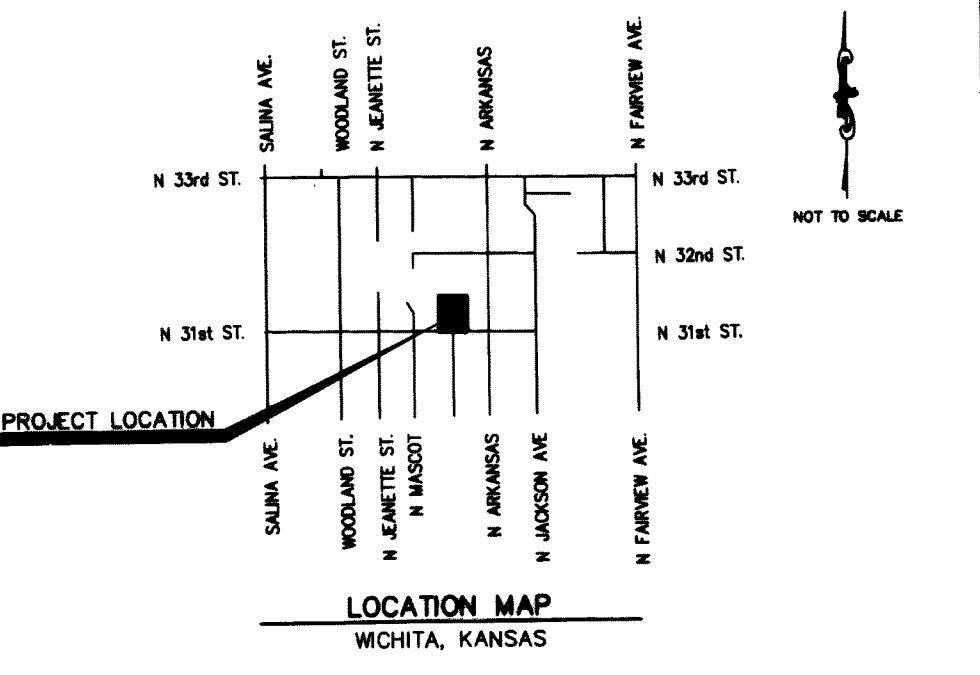 SALINA AVE.
WOODLAND ST.
N JEANETTE ST.
N ARKANSAS
N FAIRVIEW AVE.
N 33rd ST.
N 33rd ST.
NOT TO SCALE
N 32nd ST.
N 31st ST.
N 31st ST.
PROJECT LOCATION
SALINA AVE.
WOODLAND ST.
N JEANETTE ST.
N MASCOT
N ARKANSAS
N JACKSON AVE
N FAIRVIEW AVE.
LOCATION MAP
WICHITA, KANSAS